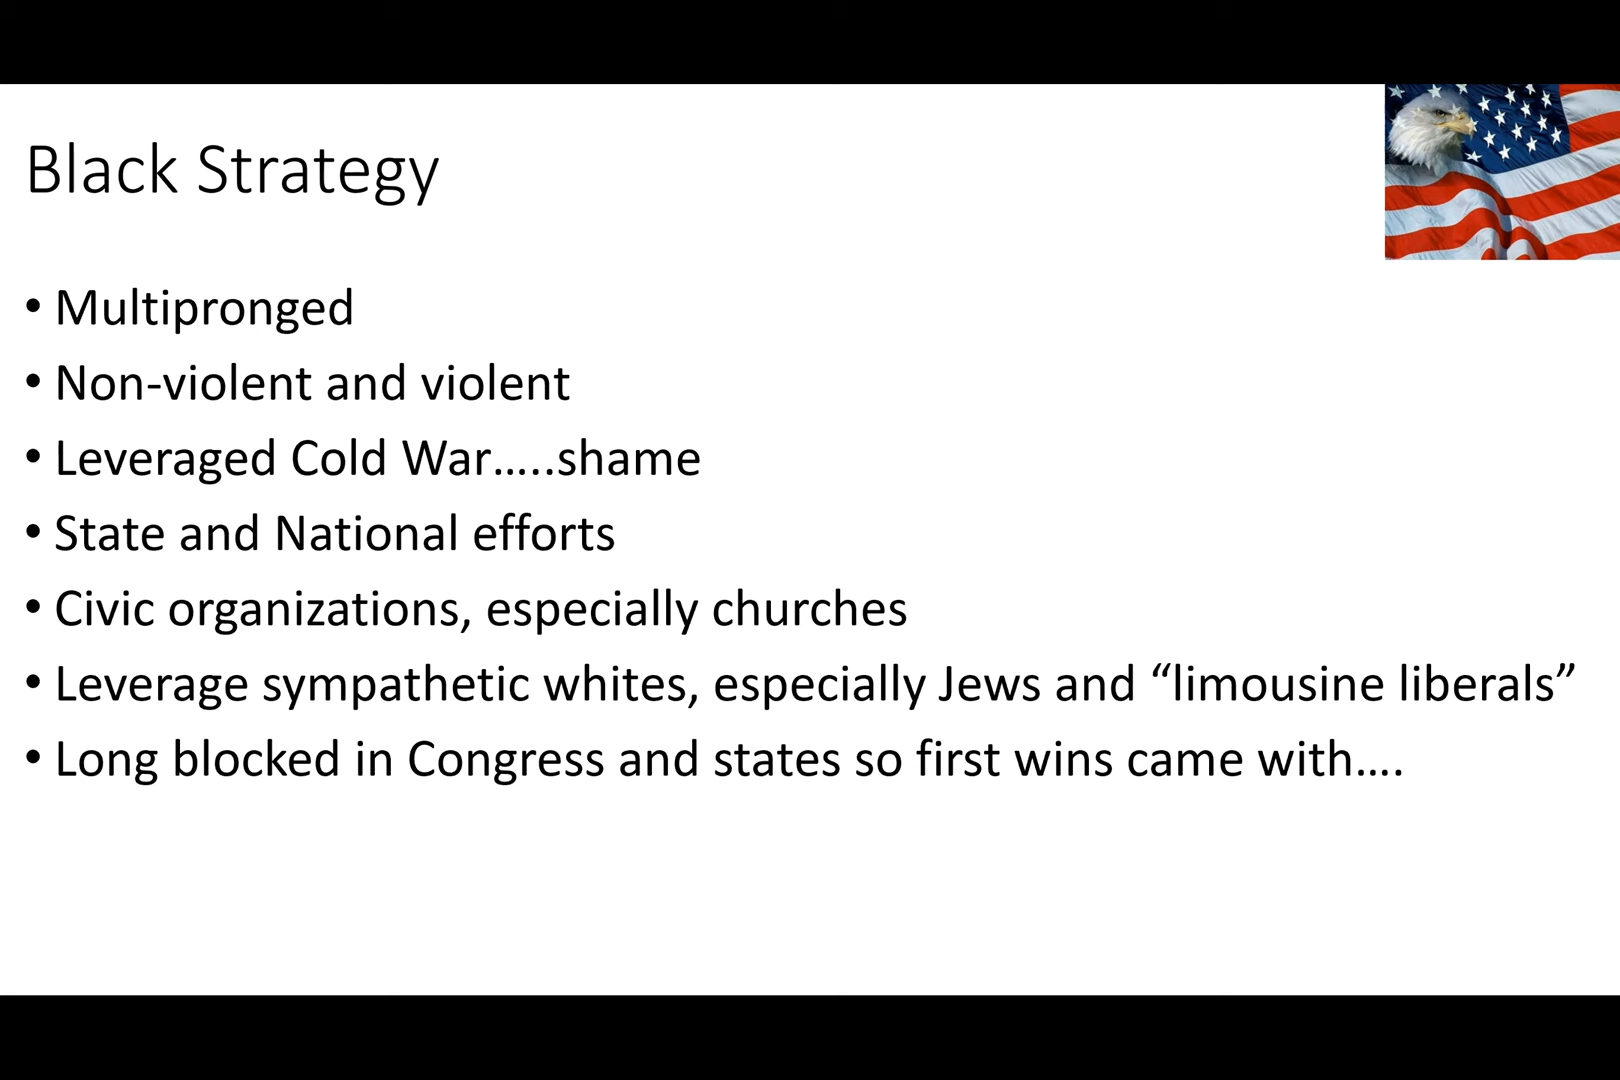 Black Strategy
• Multipronged
• Non-violent and violent
• Leveraged Cold War…..shame
• State and National efforts
• Civic organizations, especially churches
• Leverage sympathetic whites, especially Jews and “limousine liberals”
• Long blocked in Congress and states so first wins came with….